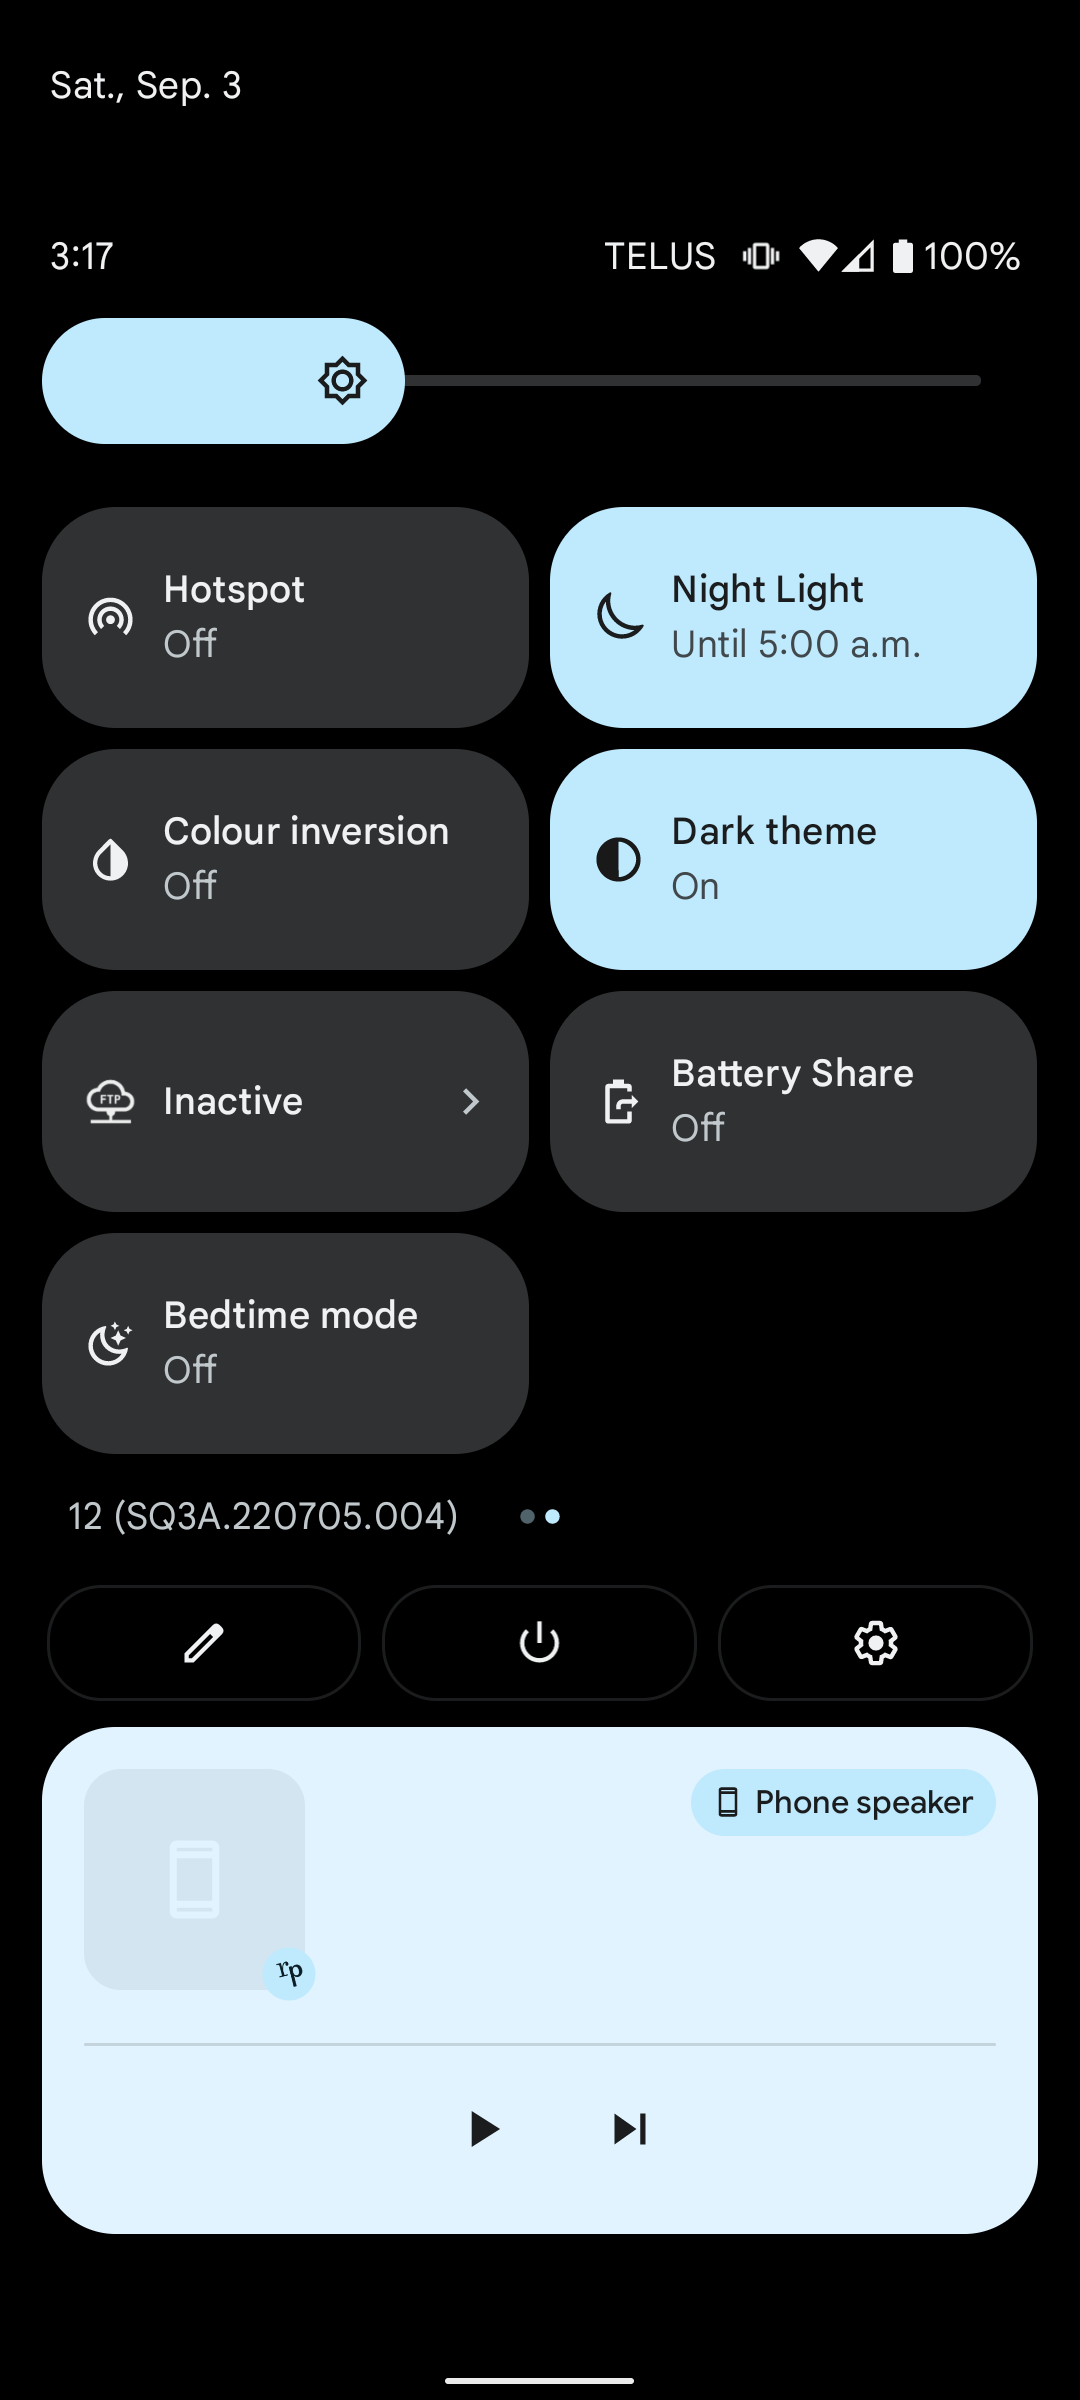 Sat., Sep. 3
3:17 TELUS 100%
Hotspot
Off
Night Light
Until 5:00 a.m.
Colour inversion
Off
Dark theme
On
FTP
Inactive
Battery Share
Off
Bedtime mode
Off
12 (SQ3A.220705.004)
Phone speaker
rp